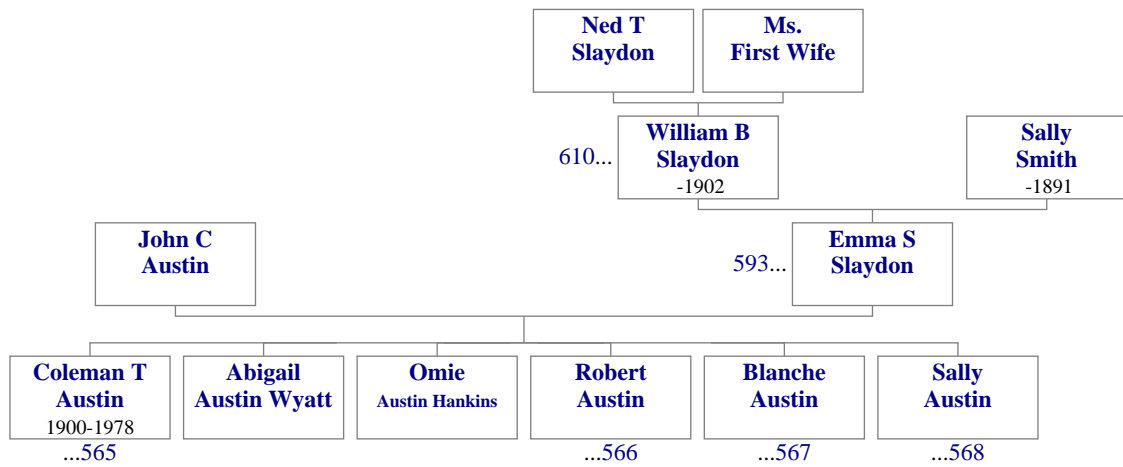 Ned T
Slaydon
Ms.
First Wife
610...
William B
Slaydon
-1902
Sally
Smith
-1891
John C
Austin
593...
Emma S
Slaydon
Coleman T
Austin
1900-1978
Abigail
Austin Wyatt
Omie
Austin Hankins
Robert
Austin
Blanche
Austin
Sally
Austin
...565
...566
...567
...568